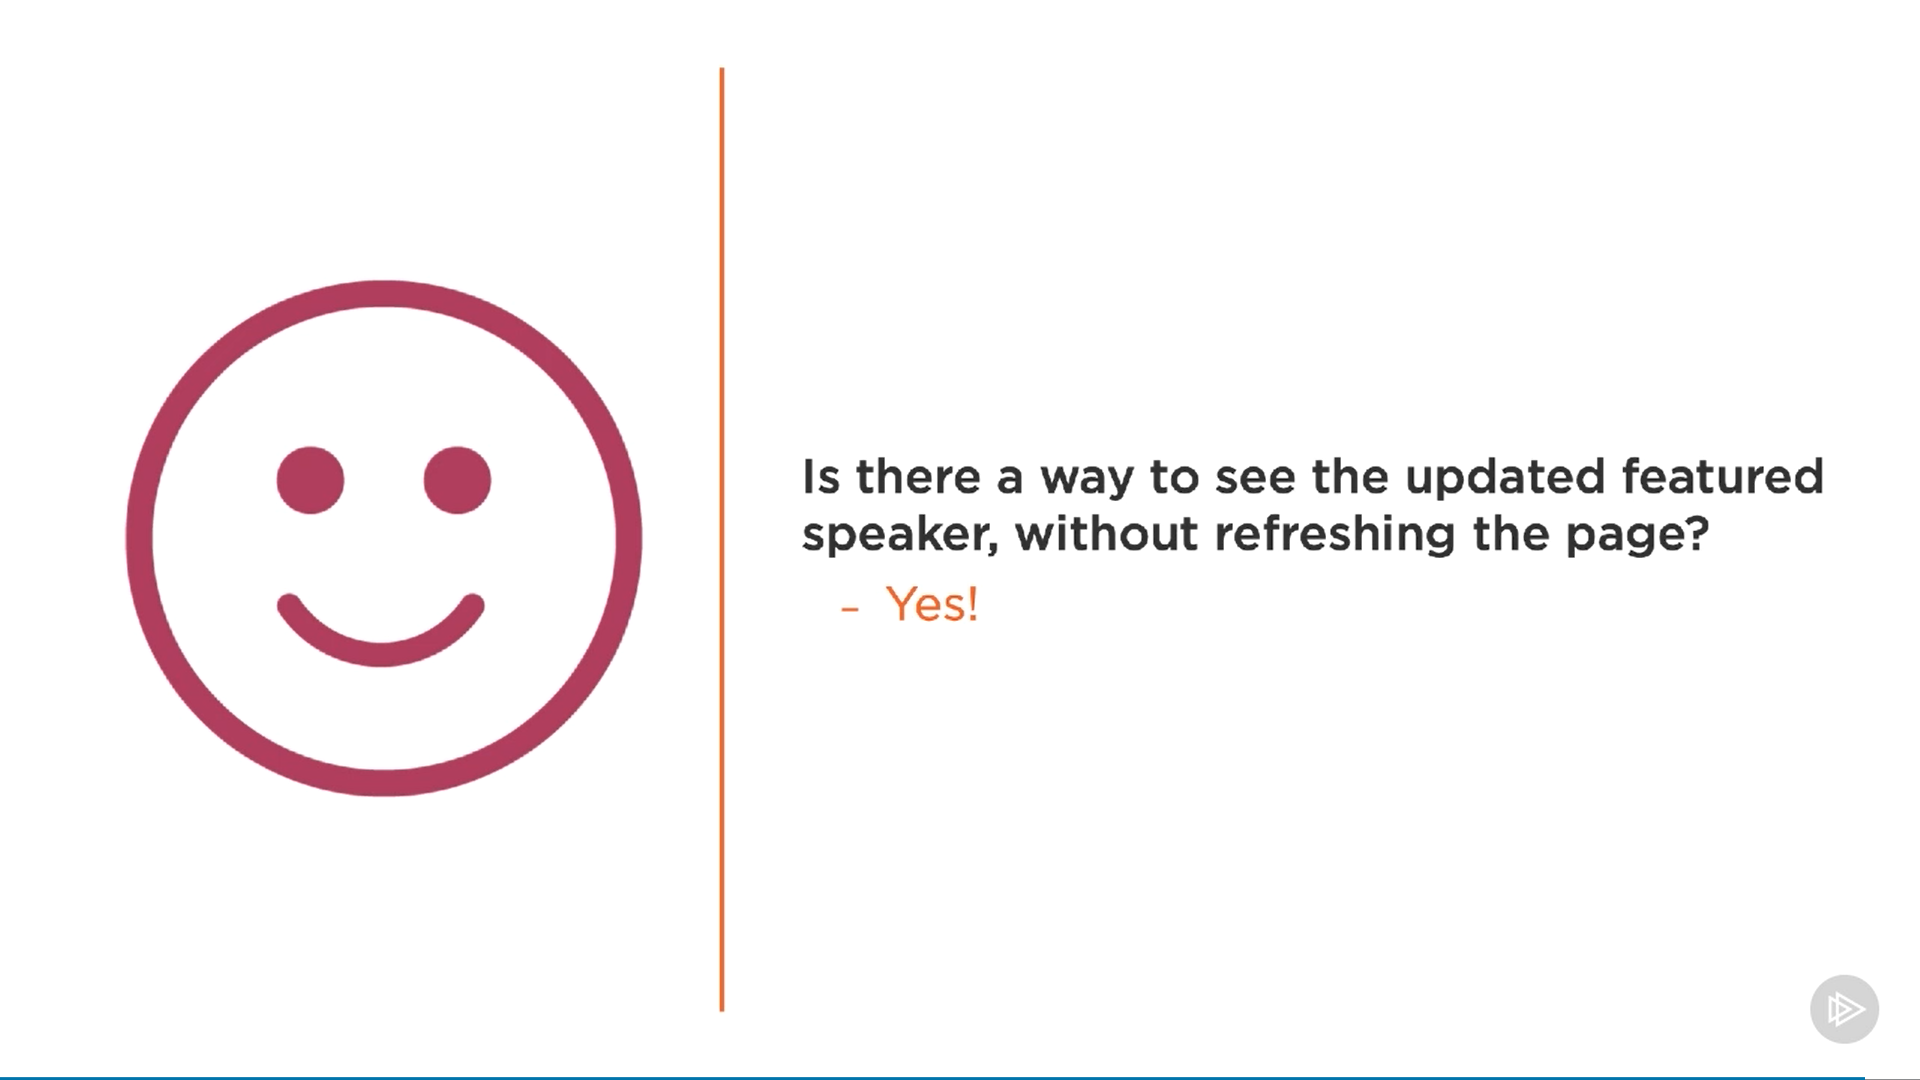 Is there a way to see the updated featured
speaker, without refreshing the page?
– Yes!